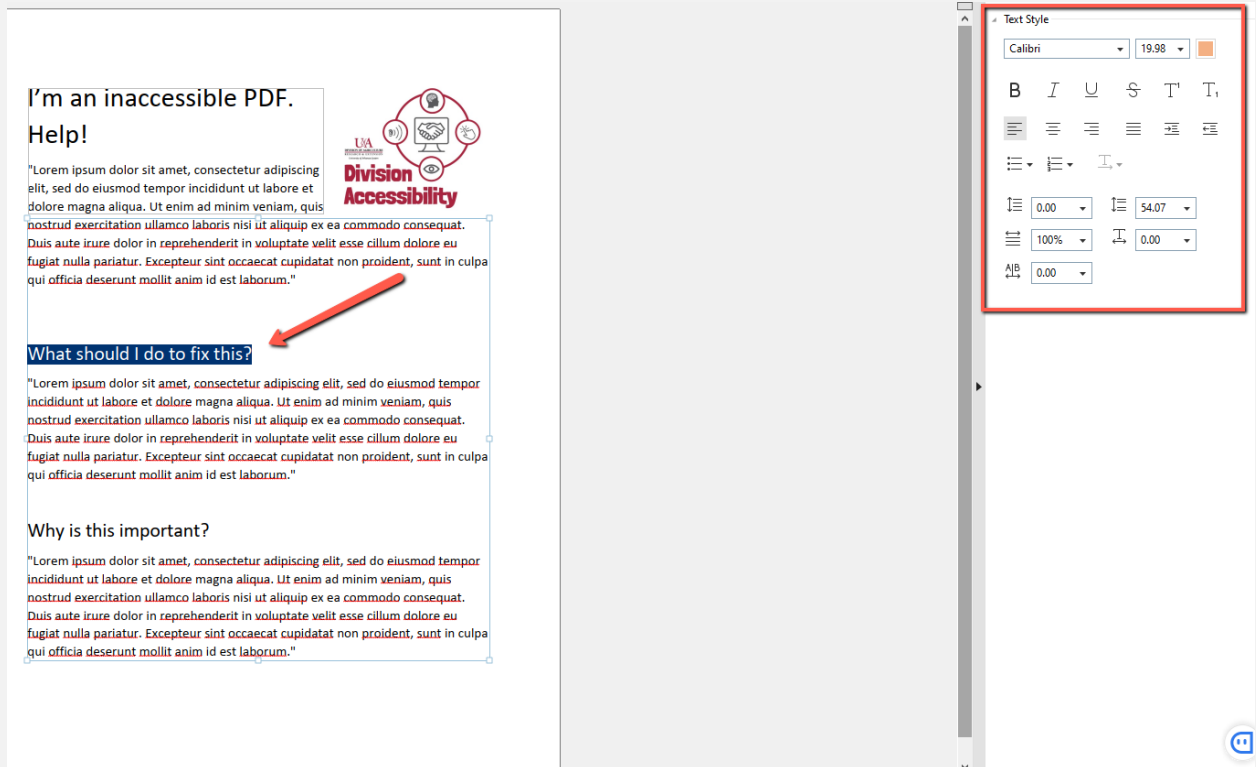 I'm an inaccessible PDF.
Help!
"Lorem ipsum dolor sit amet, consectetur adipiscing
elit, sed do eiusmod tempor incididunt ut labore et
dolore magna aliqua. Ut enim ad minim veniam, quis
nostrud exercitation ullamco laboris nisi ut aliquip ex ea commodo consequat.
Duis aute irure dolor in reprehenderit in voluptate velit esse cillum dolore eu
fugiat nulla pariatur. Excepteur sint occaecat cupidatat non proident, sunt in culpa
qui officia deserunt mollit anim id est laborum."
UA
Division
Accessibility
What should I do to fix this?
"Lorem ipsum dolor sit amet, consectetur adipiscing elit, sed do eiusmod tempor
incididunt ut labore et dolore magna aliqua. Ut enim ad minim veniam, quis
nostrud exercitation ullamco laboris nisi ut aliquip ex ea commodo consequat.
Duis aute irure dolor in reprehenderit in voluptate velit esse cillum dolore eu
fugiat nulla pariatur. Excepteur sint occaecat cupidatat non proident, sunt in culpa
qui officia deserunt mollit anim id est laborum."
Why is this important?
"Lorem ipsum dolor sit amet, consectetur adipiscing elit, sed do eiusmod tempor
incididunt ut labore et dolore magna aliqua. Ut enim ad minim veniam, quis
nostrud exercitation ullamco laboris nisi ut aliquip ex ea commodo consequat.
Duis aute irure dolor in reprehenderit in voluptate velit esse cillum dolore eu
fugiat nulla pariatur. Excepteur sint occaecat cupidatat non proident, sunt in culpa
qui officia deserunt mollit anim id est laborum."
Text Style
Calibri 19.98
B I U S T¹ T₁
0.00 54.07
100% 0.00
A|B 0.00